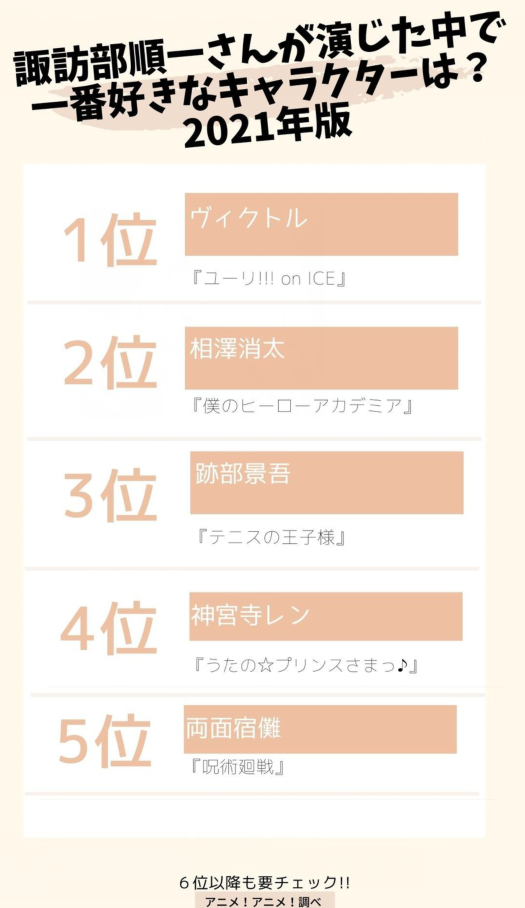 諏訪部順一さんが演じた中で
一番好きなキャラクターは？
2021年版
1位
ヴィクトル
『ユーリ!!! on ICE』
2位
相澤消太
『僕のヒーローアカデミア』
3位
跡部景吾
『テニスの王子様』
4位
神宮寺レン
『うたの☆プリンスさまっ♪』
5位
両面宿儺
『呪術廻戦』
６位以降も要チェック!!
アニメ！アニメ！調べ